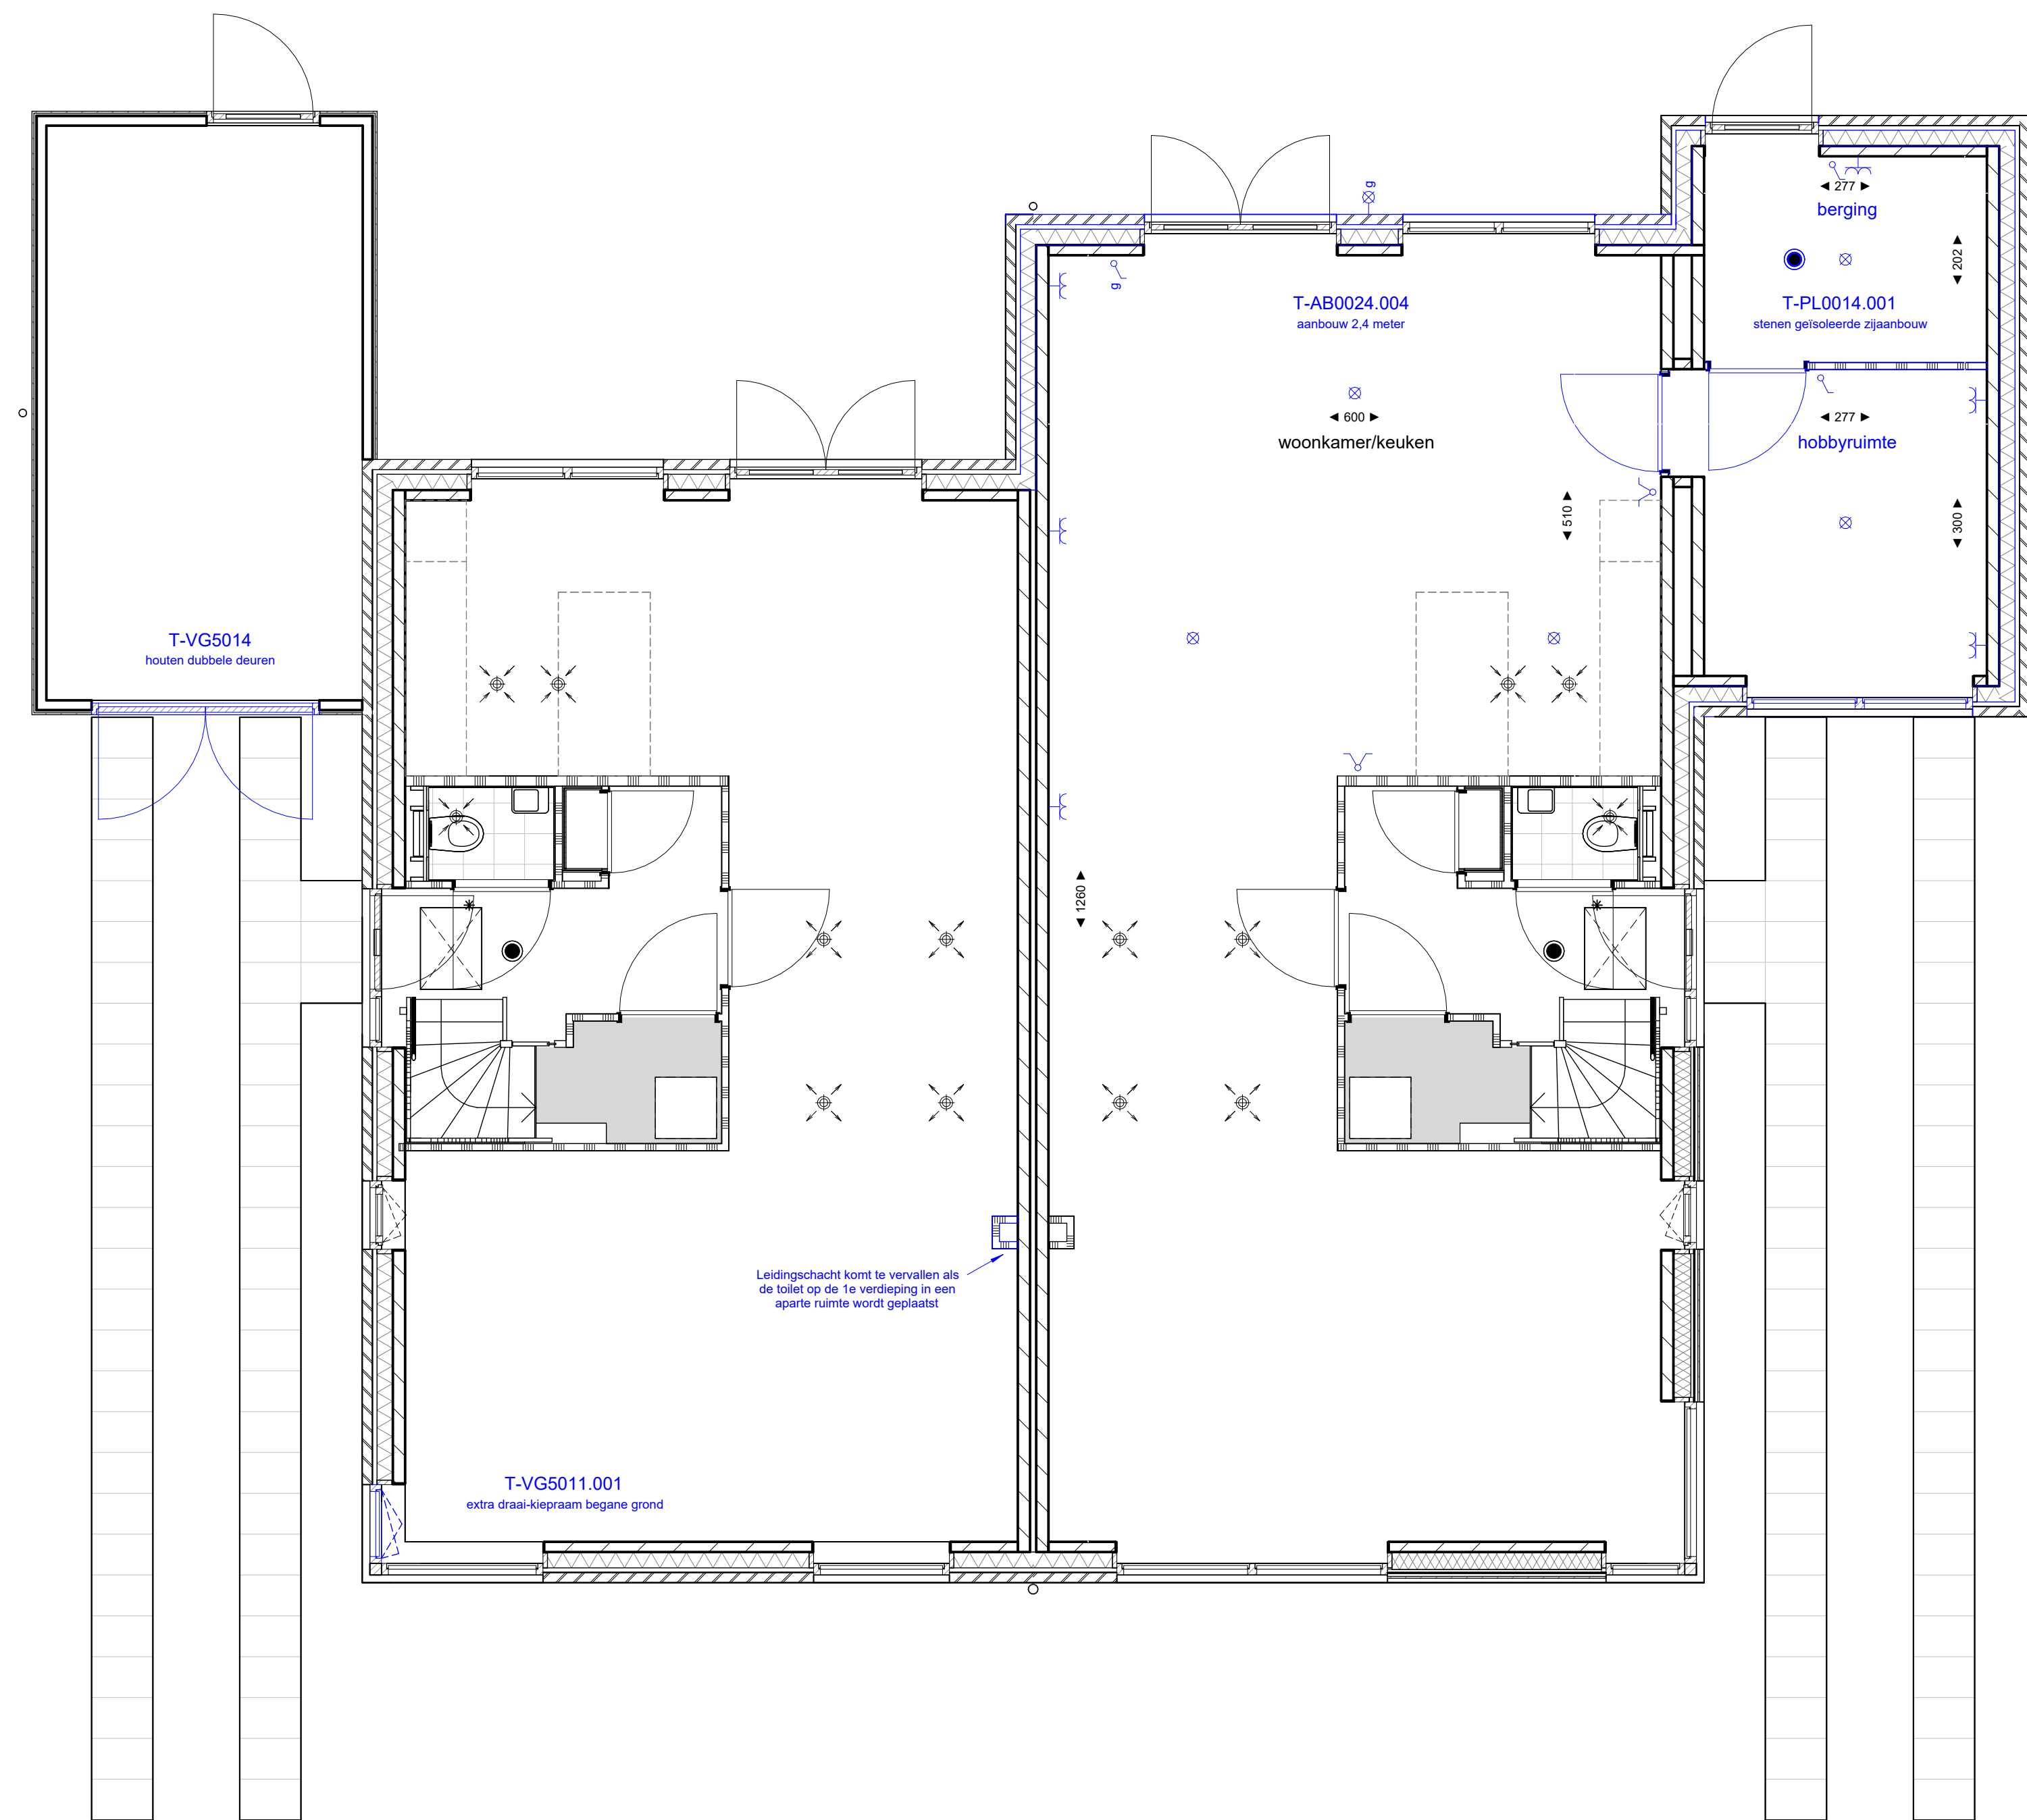 g
◄ 277 ►
berging
◄ 202 ►
g
T-AB0024.004
aanbouw 2,4 meter
T-PL0014.001
stenen geïsoleerde zijaanbouw
◄ 600 ►
woonkamer/keuken
◄ 277 ►
hobbyruimte
◄ 510 ►
◄ 300 ►
T-VG5014
houten dubbele deuren
◄ 1260 ►
Leidingschacht komt te vervallen als
de toilet op de 1e verdieping in een
aparte ruimte wordt geplaatst
T-VG5011.001
extra draai-kiepraam begane grond